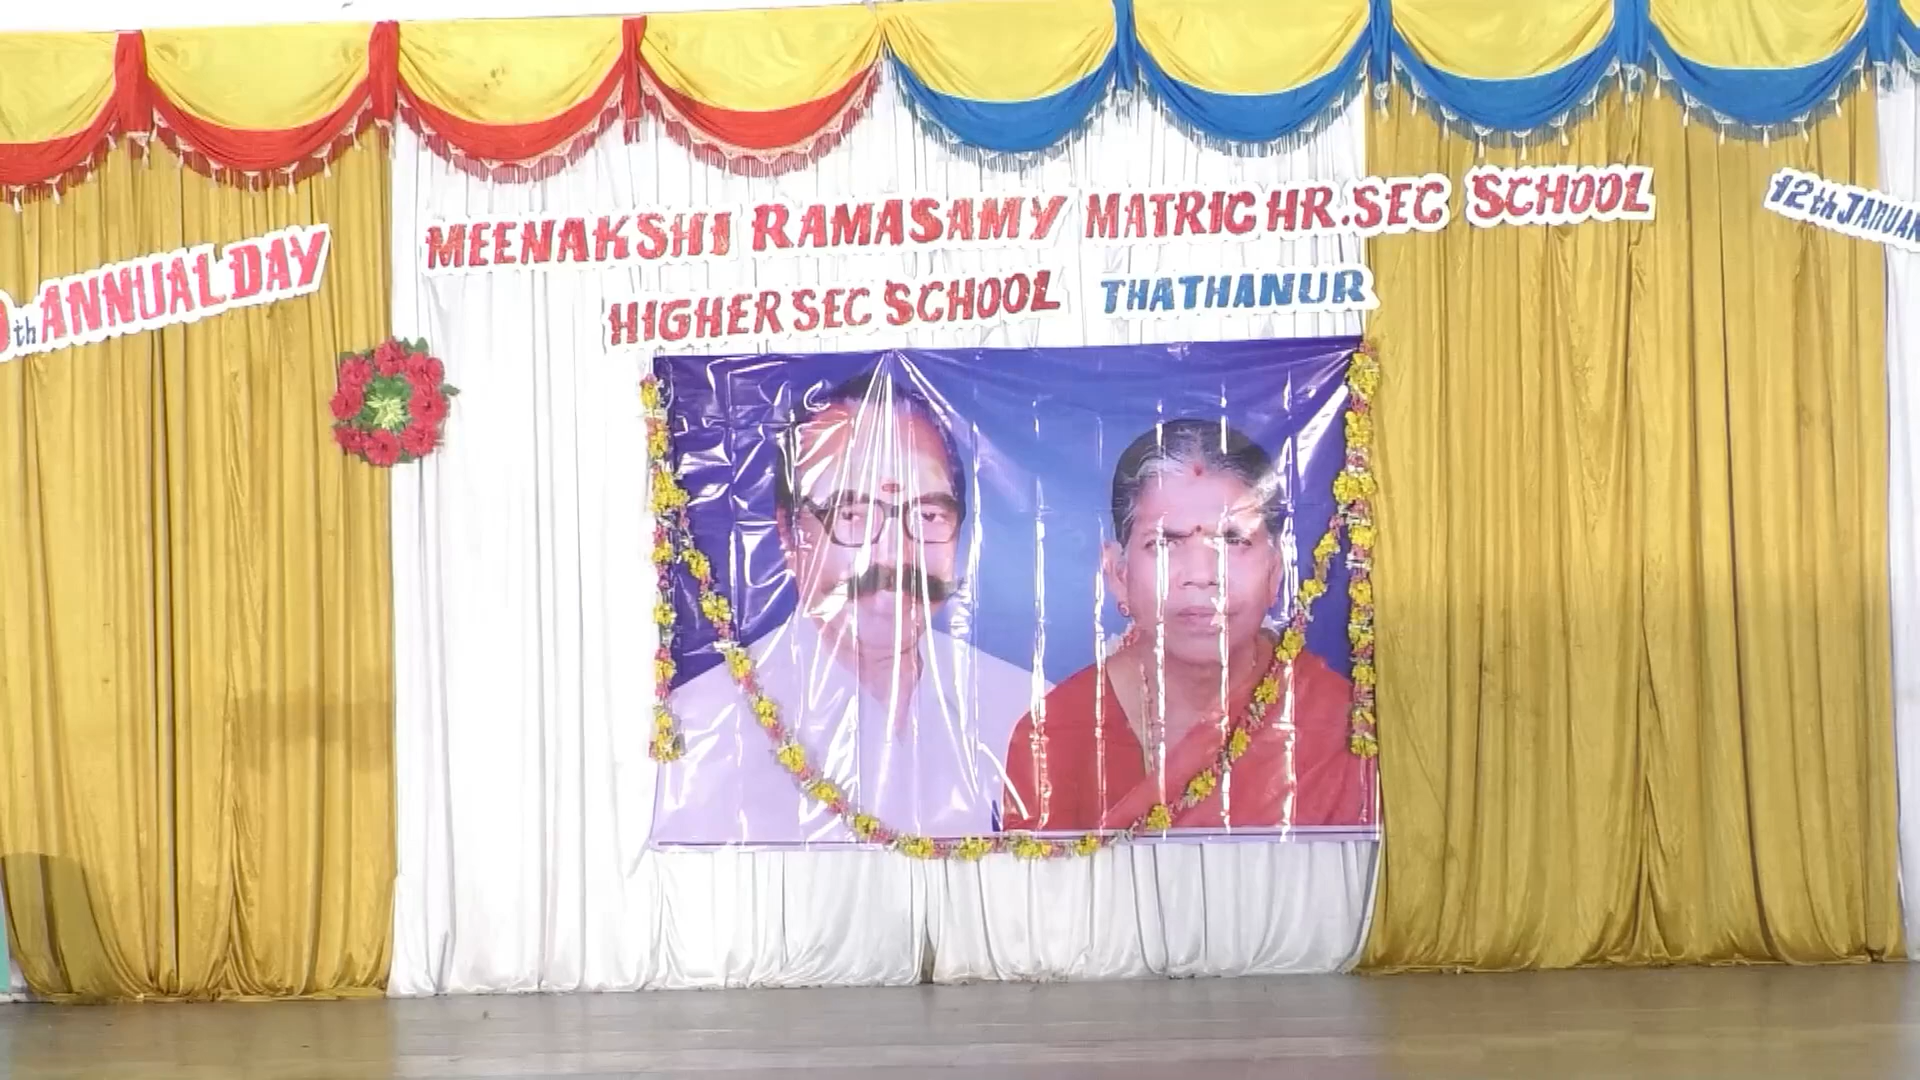 th ANNUAL DAY
MEENAKSHI RAMASAMY MATRIC HR.SEC SCHOOL
HIGHER SEC SCHOOL THATHANUR
12th JANUAR